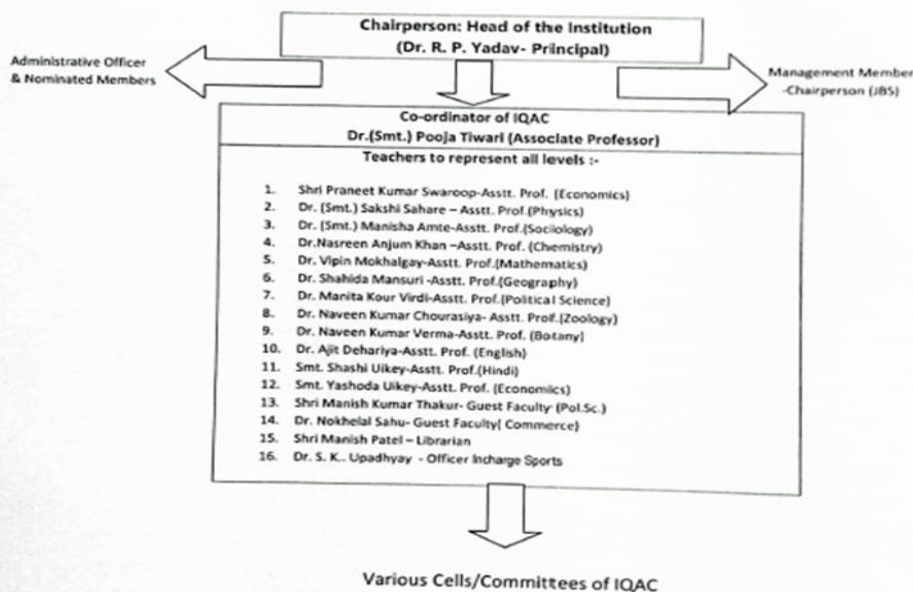 Chairperson: Head of the Institution
(Dr. R. P. Yadav- Principal)
Administrative Officer
& Nominated Members
Management Member
-Chairperson (JBS)
Co-ordinator of IQAC
Dr.(Smt.) Pooja Tiwari (Associate Professor)
Teachers to represent all levels :-
1. Shri Praneet Kumar Swaroop-Asstt. Prof. (Economics)
2. Dr. (Smt.) Sakshi Sahare – Asstt. Prof.(Physics)
3. Dr. (Smt.) Manisha Amte-Asstt. Prof.(Sociology)
4. Dr.Nasreen Anjum Khan –Asstt. Prof. (Chemistry)
5. Dr. Vipin Mokhalgay-Asstt. Prof.(Mathematics)
6. Dr. Shahida Mansuri -Asstt. Prof.(Geography)
7. Dr. Manita Kour Virdi-Asstt. Prof.(Political Science)
8. Dr. Naveen Kumar Chourasiya- Asstt. Prof.(Zoology)
9. Dr. Naveen Kumar Verma-Asstt. Prof. (Botany)
10. Dr. Ajit Dehariya-Asstt. Prof. (English)
11. Smt. Shashi Uikey-Asstt. Prof.(Hindi)
12. Smt. Yashoda Uikey-Asstt. Prof. (Economics)
13. Shri Manish Kumar Thakur- Guest Faculty (Pol.Sc.)
14. Dr. Nokhelal Sahu- Guest Faculty( Commerce)
15. Shri Manish Patel – Librarian
16. Dr. S. K.. Upadhyay - Officer Incharge Sports
Various Cells/Committees of IQAC